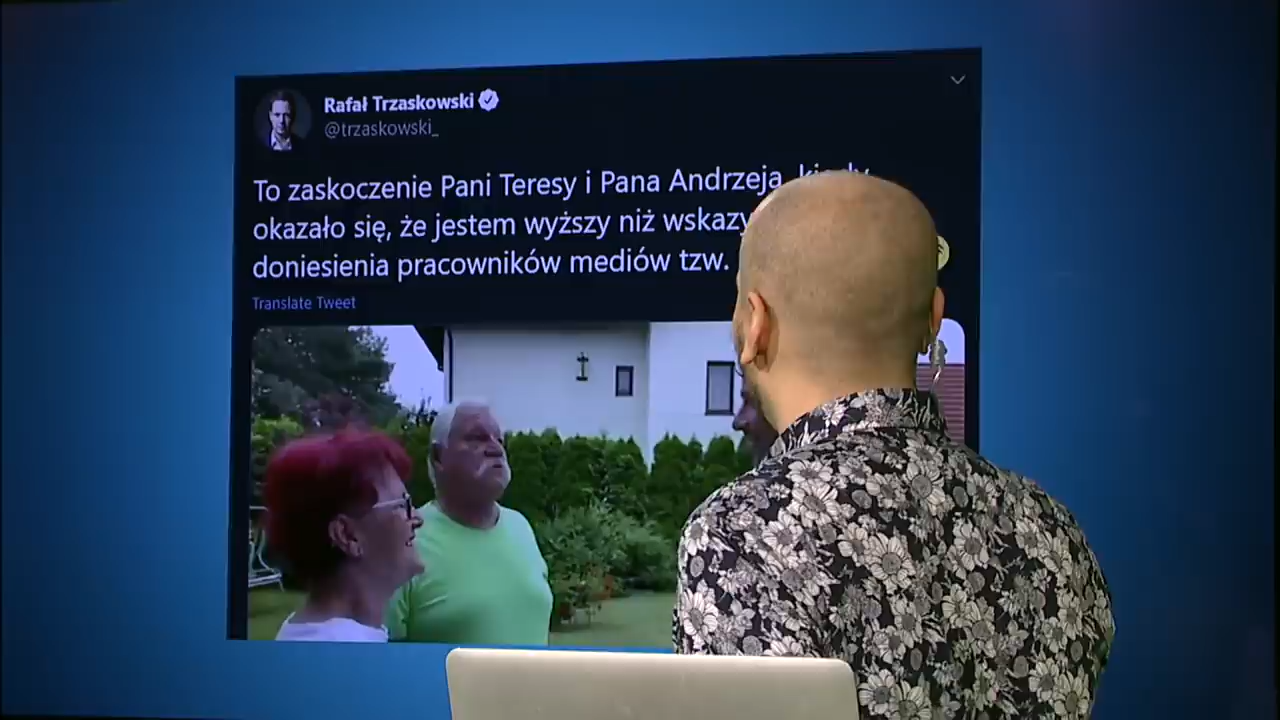 Rafał Trzaskowski
@trzaskowski_
To zaskoczenie Pani Teresy i Pana Andrzeja, kiedy
okazało się, że jestem wyższy niż
doniesienia pracowników mediów tzw.
Translate Tweet